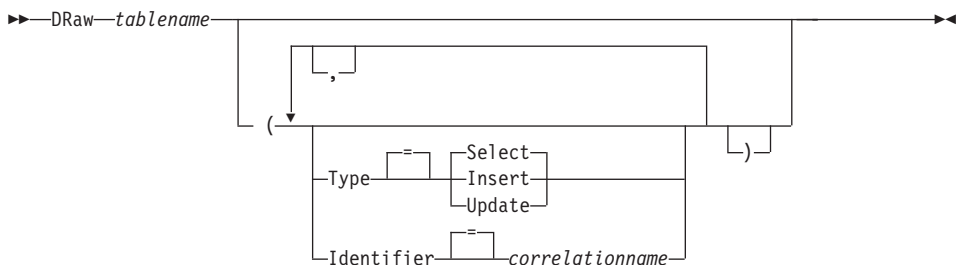 DRaw tablename
,
(
)
Type = Select
Insert
Update
Identifier = correlationname